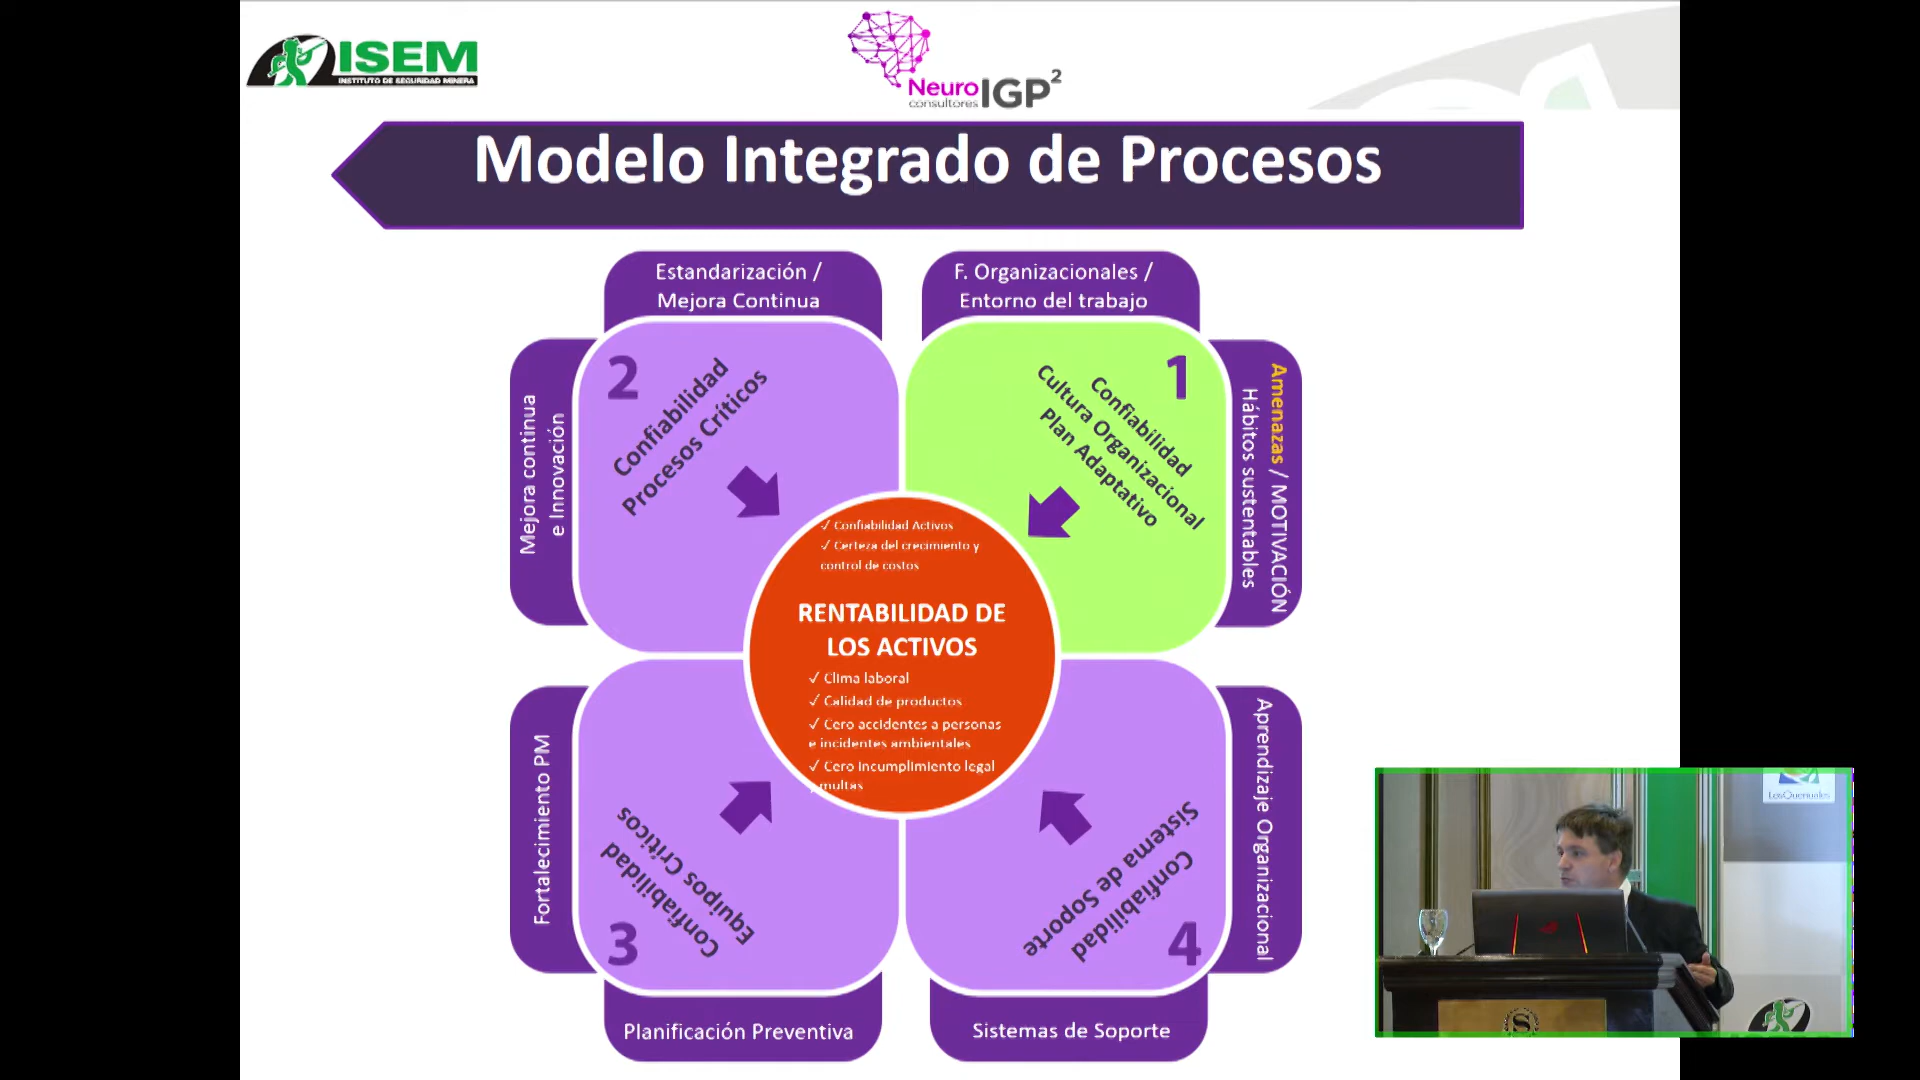 ISEM
INSTITUTO DE SEGURIDAD MINERA
Neuro
consultores
IGP²
Modelo Integrado de Procesos
Estandarización /
Mejora Continua
F. Organizacionales /
Entorno del trabajo
Mejora continua
e Innovación
2
Confiabilidad
Procesos Críticos
1
Confiabilidad
Cultura Organizacional
Plan Adaptativo
Amenazas / MOTIVACIÓN
Hábitos sustentables
✓ Confiabilidad Activos
✓ Certeza del crecimiento y
control de costos
RENTABILIDAD DE
LOS ACTIVOS
✓ Clima laboral
✓ Calidad de productos
✓ Cero accidentes a personas
e incidentes ambientales
✓ Cero incumplimiento legal
y multas
Fortalecimiento PM
3
Confiabilidad
Equipos Críticos
4
Confiabilidad
Sistema de Soporte
Aprendizaje Organizacional
Planificación Preventiva
Sistemas de Soporte
LosQuenuales
S